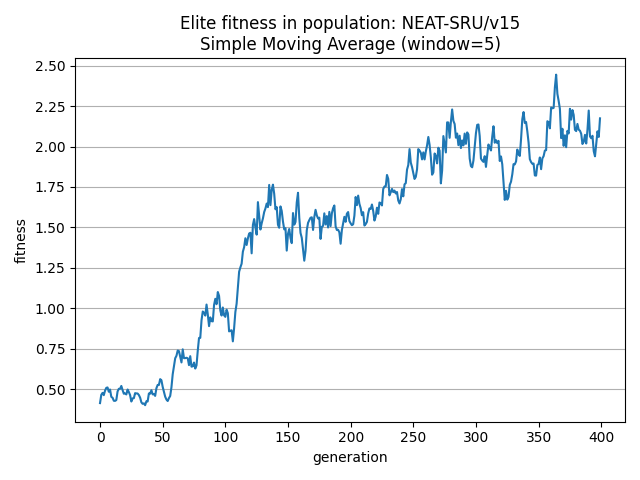 Elite fitness in population: NEAT-SRU/v15
Simple Moving Average (window=5)
2.50
2.25
2.00
1.75
1.50
1.25
1.00
0.75
0.50
fitness
0 50 100 150 200 250 300 350 400
generation